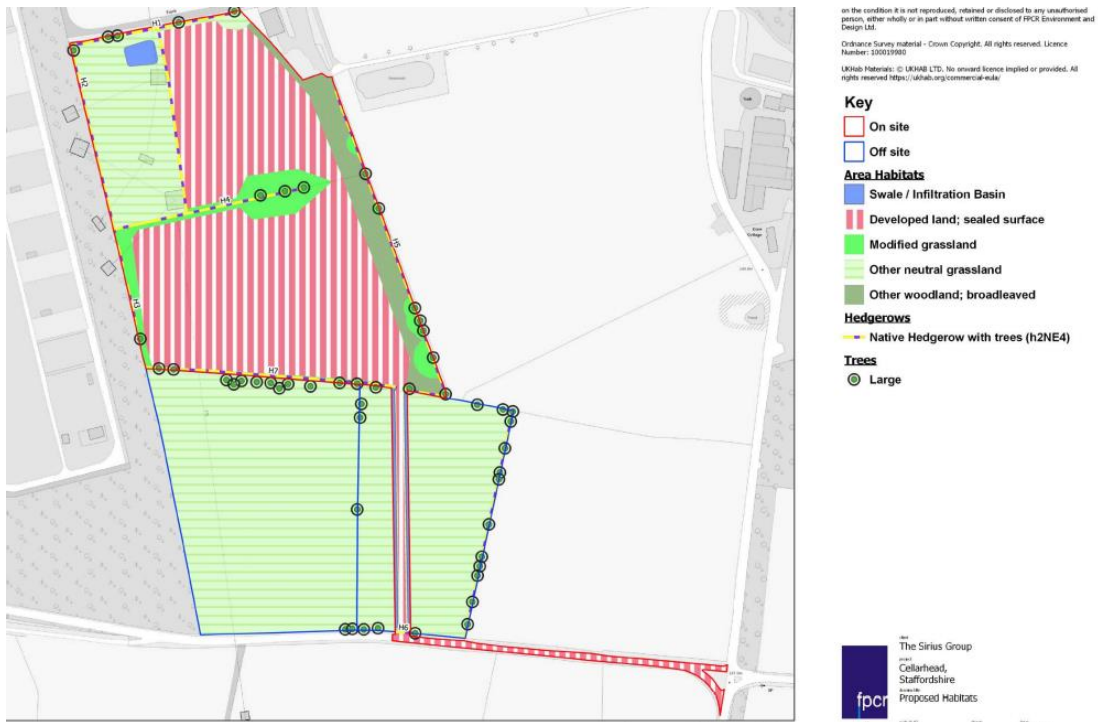 on the condition it is not reproduced, retained or disclosed to any unauthorised
person, either wholly or in part without written consent of FPCR Environment and
Design Ltd.
Ordnance Survey material - Crown Copyright. All rights reserved. Licence
Number: 100019980
UKHab Materials: © UKHAB LTD. No onward licence implied or provided. All
rights reserved https://ukhab.org/commercial-eula/
Key
On site
Off site
Area Habitats
Swale / Infiltration Basin
Developed land; sealed surface
Modified grassland
Other neutral grassland
Other woodland; broadleaved
Hedgerows
Native Hedgerow with trees (h2NE4)
Trees
Large
H1
H2
H4
H5
H3
H7
H6
fpcr
The Sirius Group
Cellarhead,
Staffordshire
Proposed Habitats